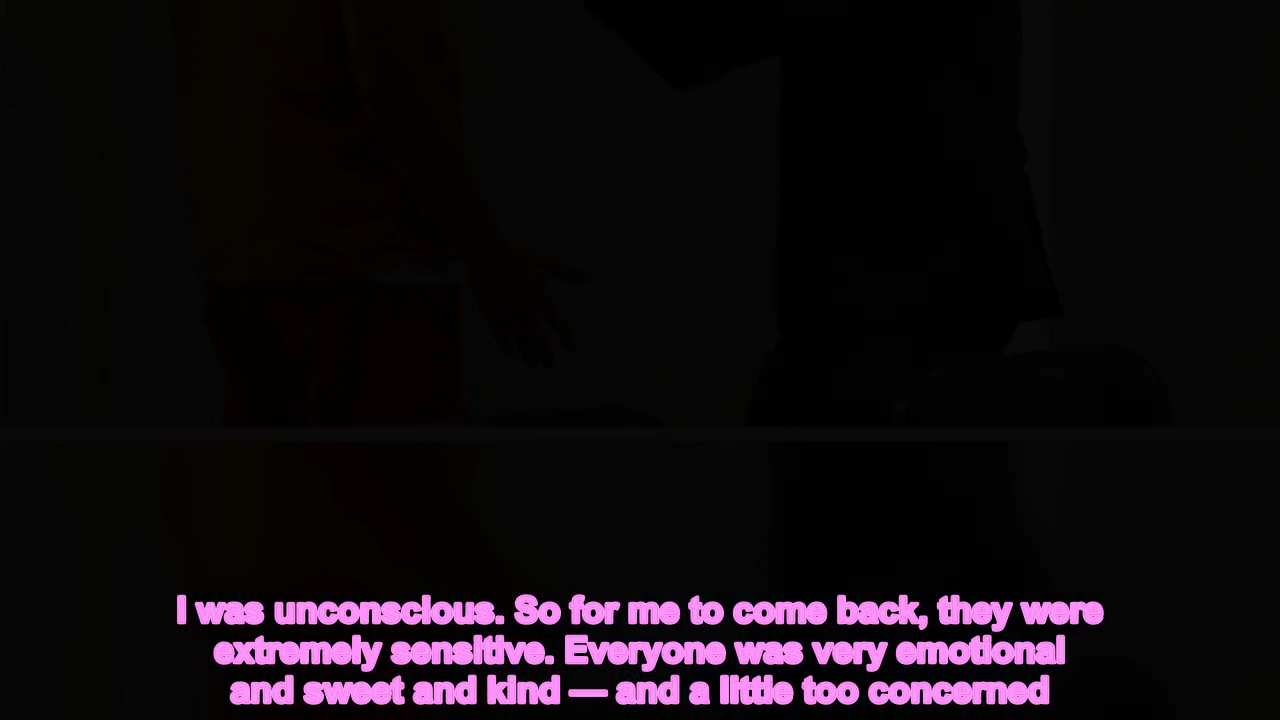 I was unconscious. So for me to come back, they were
extremely sensitive. Everyone was very emotional
and sweet and kind — and a little too concerned